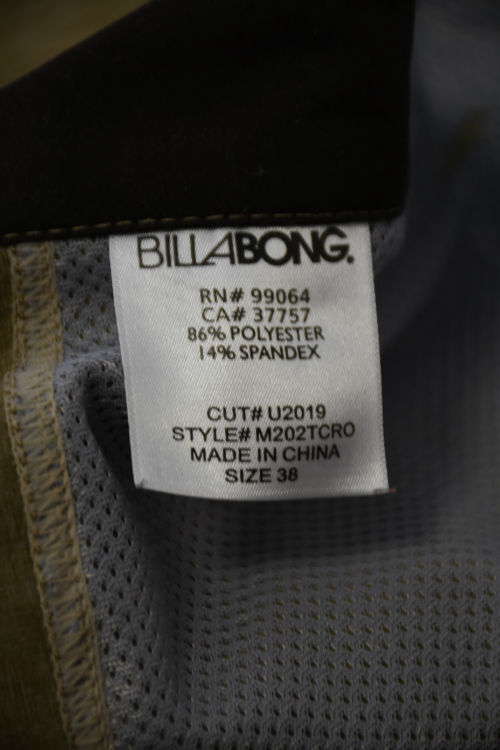 BILLABONG.
RN# 99064
CA# 37757
86% POLYESTER
14% SPANDEX
CUT# U2019
STYLE# M202TCRO
MADE IN CHINA
SIZE 38